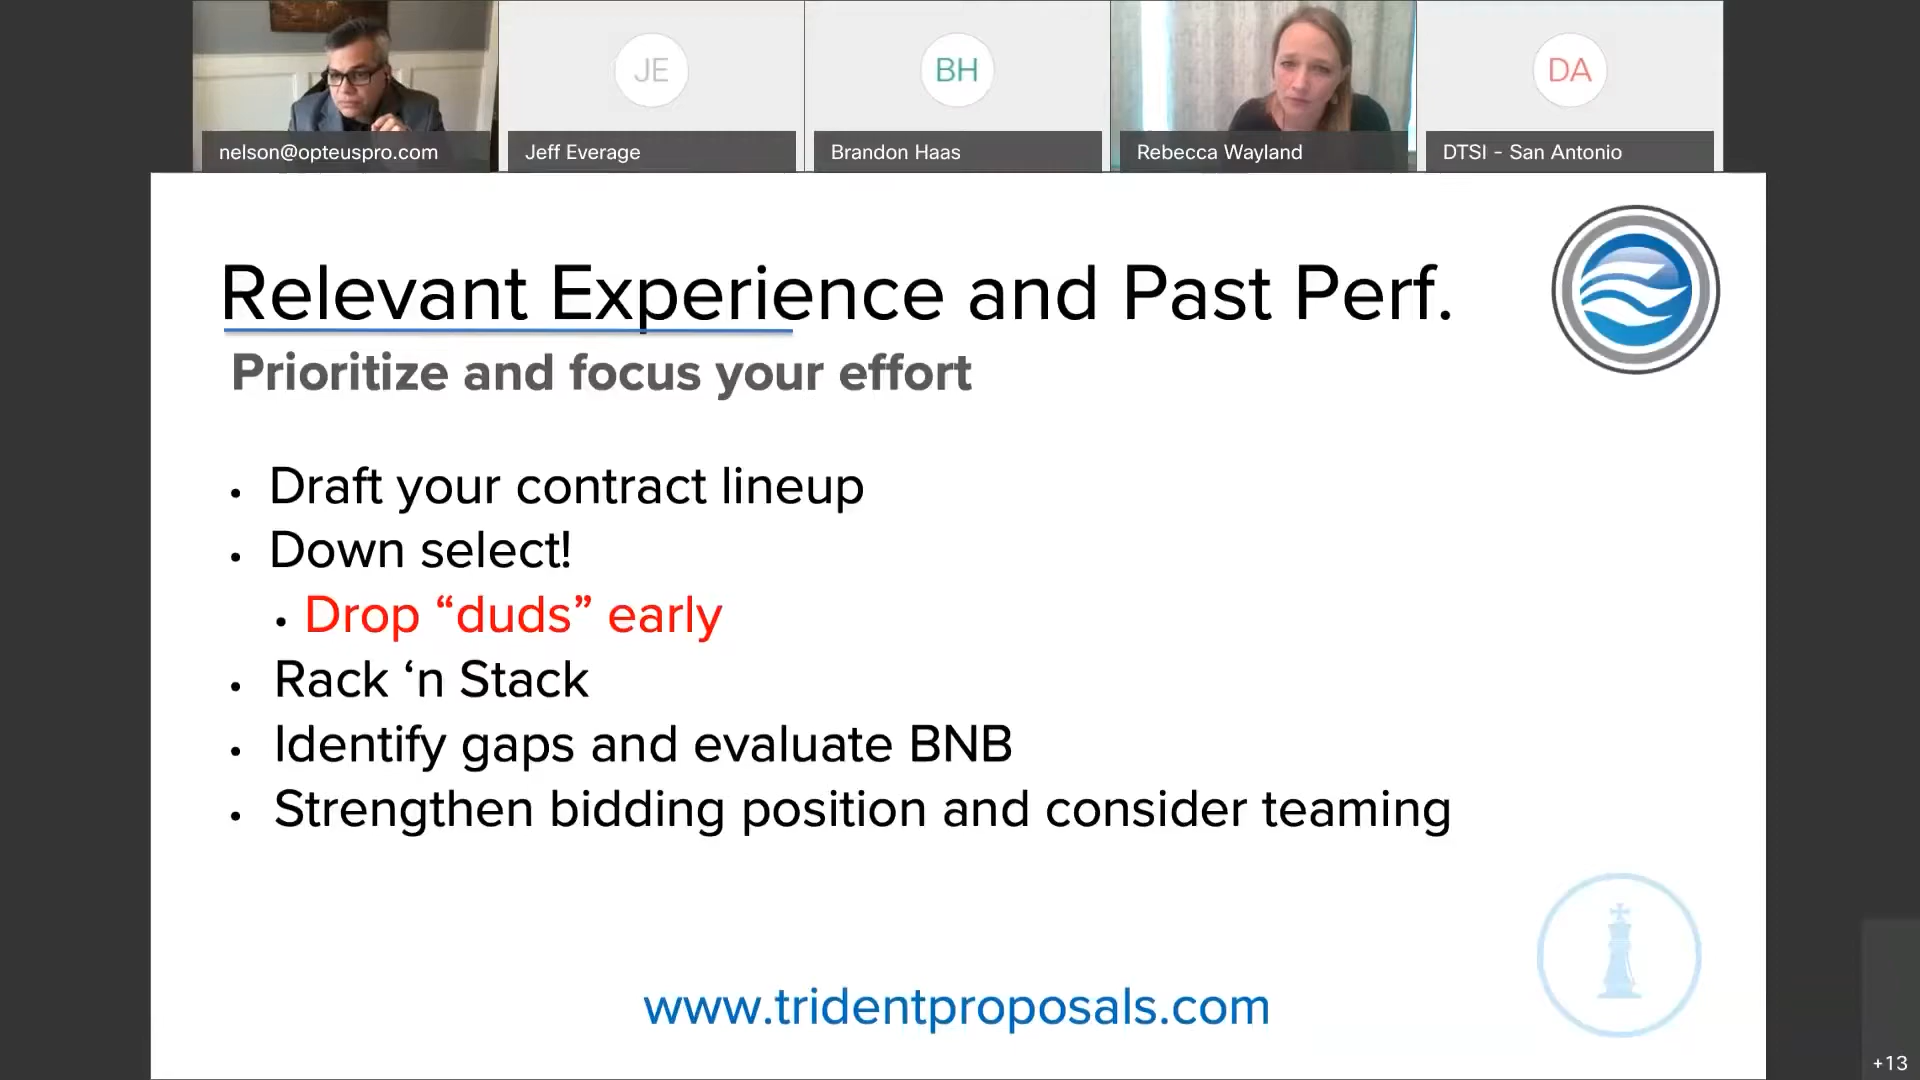 JE
BH
DA
nelson@opteuspro.com
Jeff Everage
Brandon Haas
Rebecca Wayland
DTSI - San Antonio
Relevant Experience and Past Perf.
Prioritize and focus your effort
• Draft your contract lineup
• Down select!
• Drop “duds” early
• Rack ‘n Stack
• Identify gaps and evaluate BNB
• Strengthen bidding position and consider teaming
www.tridentproposals.com
+13